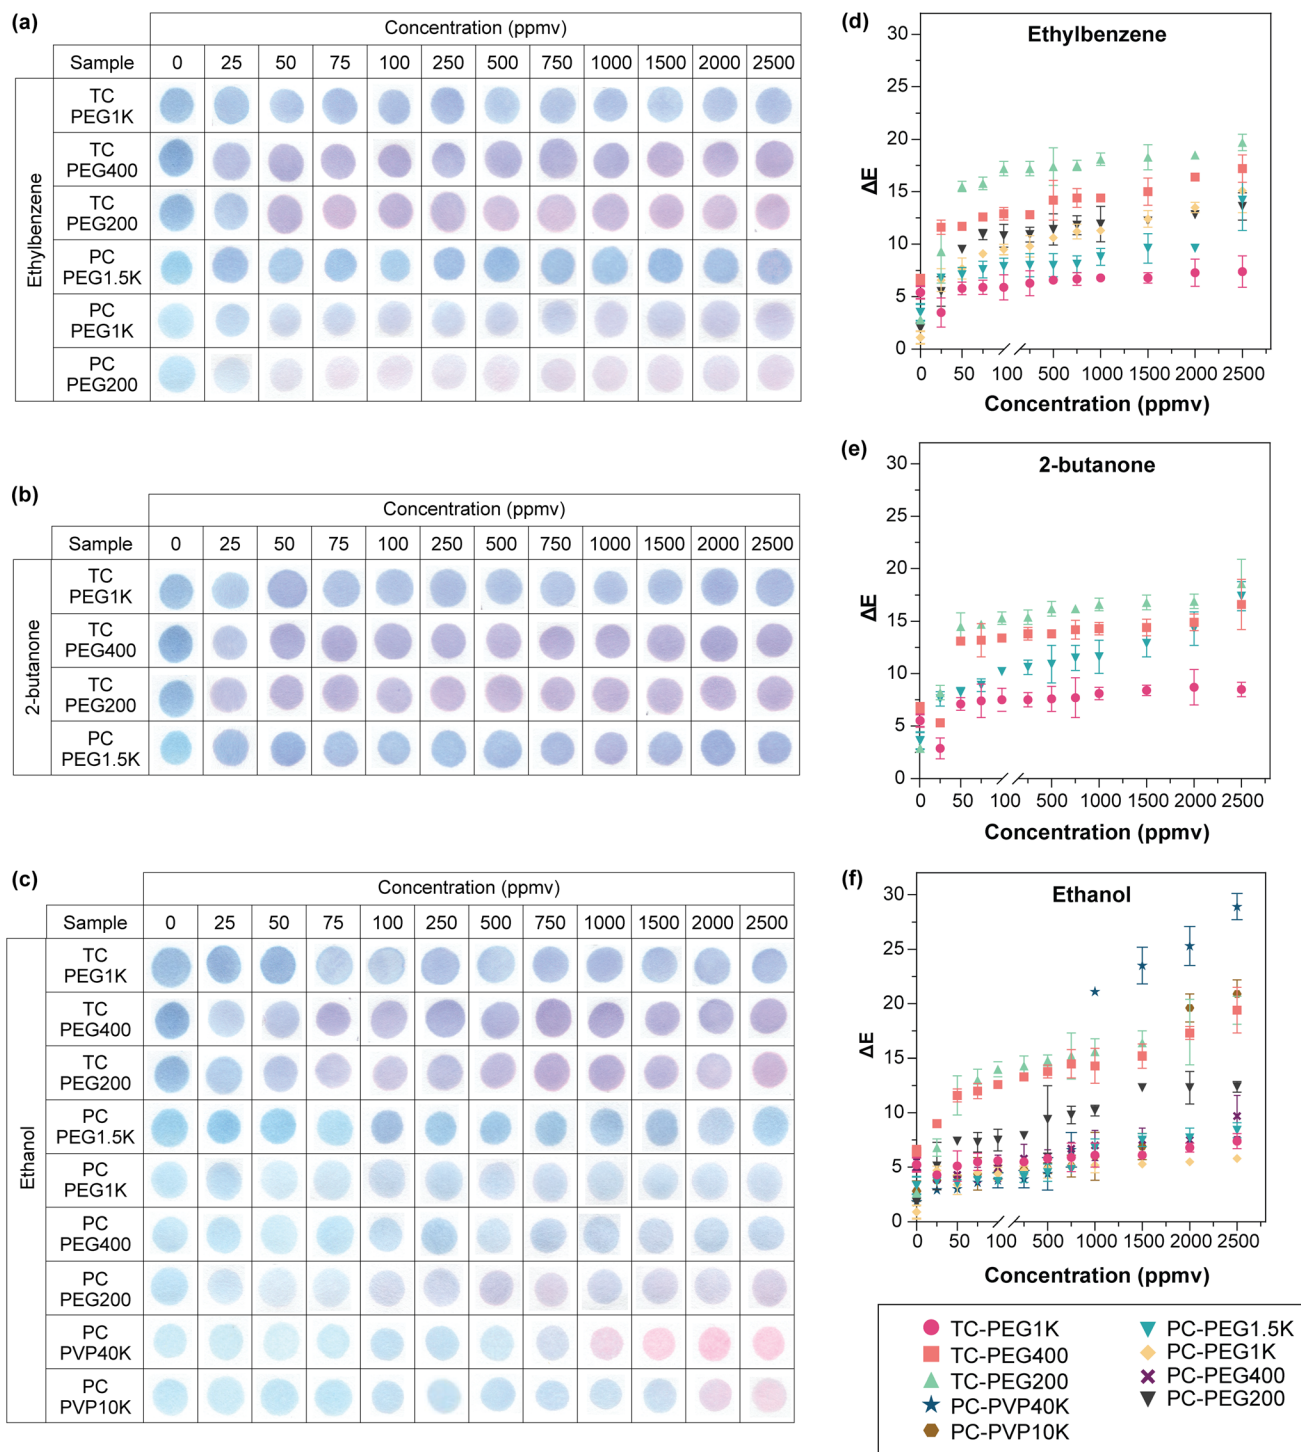 (a)
Concentration (ppmv)
Sample 0 25 50 75 100 250 500 750 1000 1500 2000 2500
Ethylbenzene
TC
PEG1K
TC
PEG400
TC
PEG200
PC
PEG1.5K
PC
PEG1K
PC
PEG200
(d)
Ethylbenzene
30
25
20
15
10
5
0
ΔE
0 50 100 500 1000 1500 2000 2500
Concentration (ppmv)
(b)
Concentration (ppmv)
Sample 0 25 50 75 100 250 500 750 1000 1500 2000 2500
2-butanone
TC
PEG1K
TC
PEG400
TC
PEG200
PC
PEG1.5K
(e)
2-butanone
30
25
20
15
10
5
0
ΔE
0 50 100 500 1000 1500 2000 2500
Concentration (ppmv)
(c)
Concentration (ppmv)
Sample 0 25 50 75 100 250 500 750 1000 1500 2000 2500
Ethanol
TC
PEG1K
TC
PEG400
TC
PEG200
PC
PEG1.5K
PC
PEG1K
PC
PEG400
PC
PEG200
PC
PVP40K
PC
PVP10K
(f)
Ethanol
30
25
20
15
10
5
0
ΔE
0 50 100 500 1000 1500 2000 2500
Concentration (ppmv)
TC-PEG1K
TC-PEG400
TC-PEG200
PC-PVP40K
PC-PVP10K
PC-PEG1.5K
PC-PEG1K
PC-PEG400
PC-PEG200